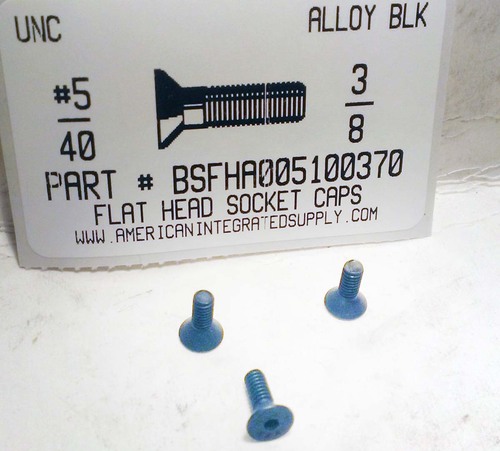 UNC
ALLOY BLK
#5
40
3
8
PART # BSFHA005100370
FLAT HEAD SOCKET CAPS
WWW.AMERICANINTEGRATEDSUPPLY.COM